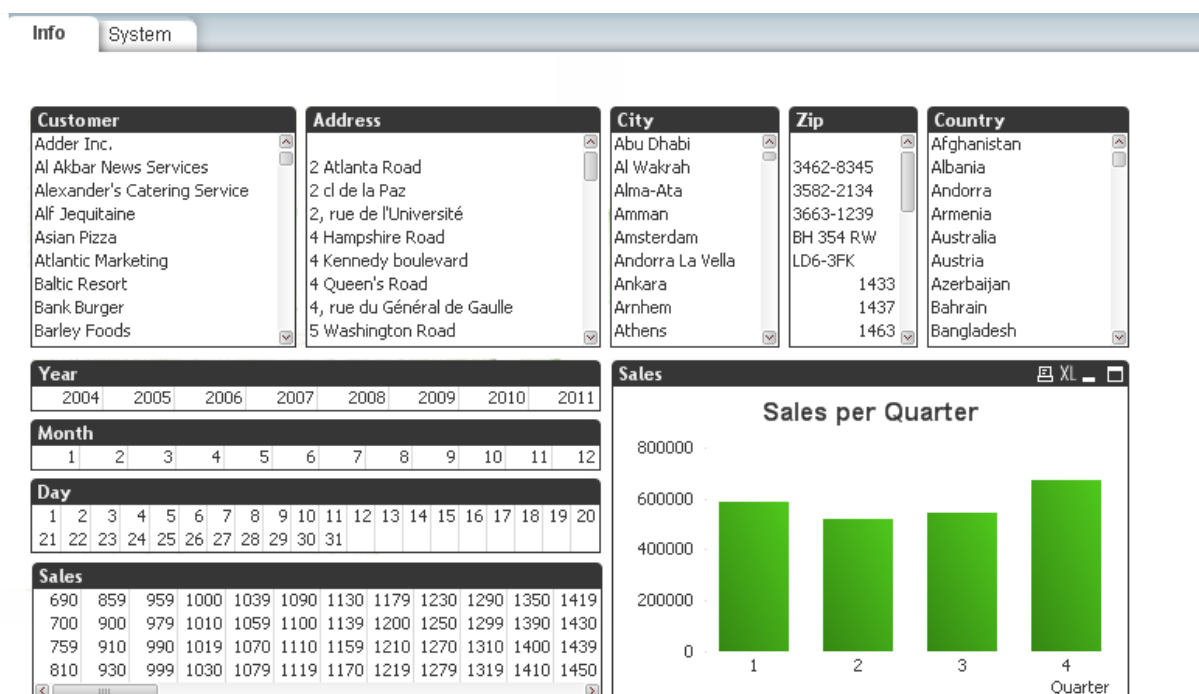 Info System
Customer
Adder Inc.
Al Akbar News Services
Alexander's Catering Service
Alf Jequitaine
Asian Pizza
Atlantic Marketing
Baltic Resort
Bank Burger
Barley Foods
Address
2 Atlanta Road
2 cl de la Paz
2, rue de l'Université
4 Hampshire Road
4 Kennedy boulevard
4 Queen's Road
4, rue du Général de Gaulle
5 Washington Road
City
Abu Dhabi
Al Wakrah
Alma-Ata
Amman
Amsterdam
Andorra La Vella
Ankara
Arnhem
Athens
Zip
3462-8345
3582-2134
3663-1239
BH 354 RW
LD6-3FK
1433
1437
1463
Country
Afghanistan
Albania
Andorra
Armenia
Australia
Austria
Azerbaijan
Bahrain
Bangladesh
Year
2004 2005 2006 2007 2008 2009 2010 2011
Month
1 2 3 4 5 6 7 8 9 10 11 12
Day
1 2 3 4 5 6 7 8 9 10 11 12 13 14 15 16 17 18 19 20
21 22 23 24 25 26 27 28 29 30 31
Sales
690 859 959 1000 1039 1090 1130 1179 1230 1290 1350 1419
700 900 979 1010 1059 1100 1139 1200 1250 1299 1390 1430
759 910 990 1019 1070 1110 1159 1210 1270 1310 1400 1439
810 930 999 1030 1079 1119 1170 1219 1279 1319 1410 1450
Sales XL
Sales per Quarter
800000
600000
400000
200000
0
1 2 3 4
Quarter